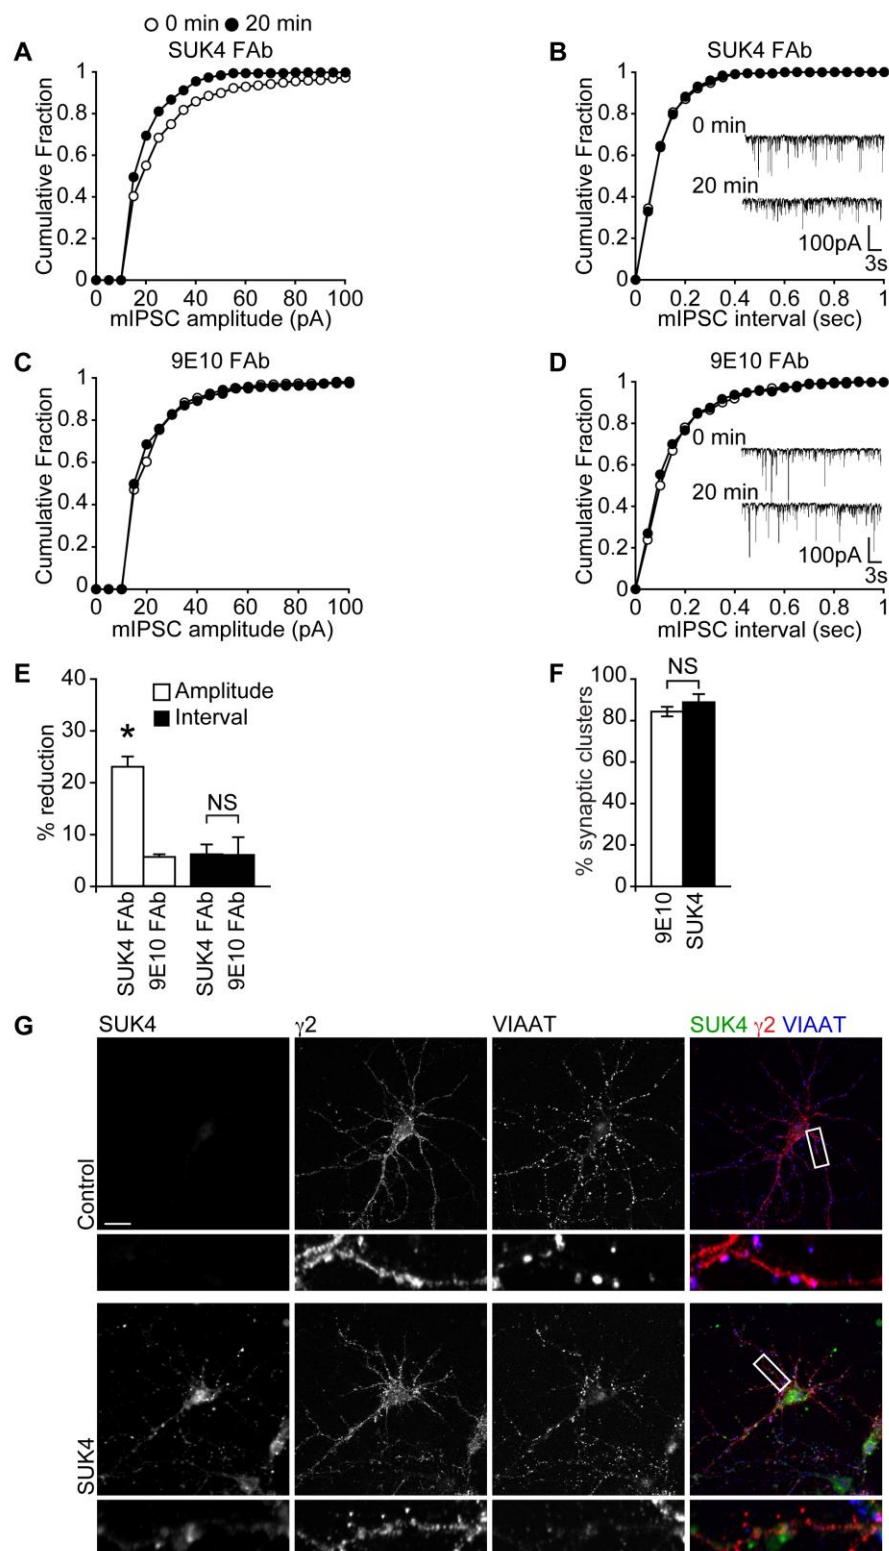 ○ 0 min ● 20 min
A SUK4 FAb
Cumulative Fraction
1
0.8
0.6
0.4
0.2
0
0 20 40 60 80 100
mIPSC amplitude (pA)
B SUK4 FAb
Cumulative Fraction
1
0.8
0.6
0.4
0.2
0
0 min
20 min
100pA
3s
0 0.2 0.4 0.6 0.8 1
mIPSC interval (sec)
C 9E10 FAb
Cumulative Fraction
1
0.8
0.6
0.4
0.2
0
0 20 40 60 80 100
mIPSC amplitude (pA)
D 9E10 FAb
Cumulative Fraction
1
0.8
0.6
0.4
0.2
0
0 min
20 min
100pA
3s
0 0.2 0.4 0.6 0.8 1
mIPSC interval (sec)
E
% reduction
40
30
20
10
0
Amplitude
Interval
*
NS
SUK4 FAb
9E10 FAb
SUK4 FAb
9E10 FAb
F
% synaptic clusters
100
80
60
40
20
0
NS
9E10
SUK4
G
SUK4 γ2 VIAAT SUK4 γ2 VIAAT
Control
SUK4